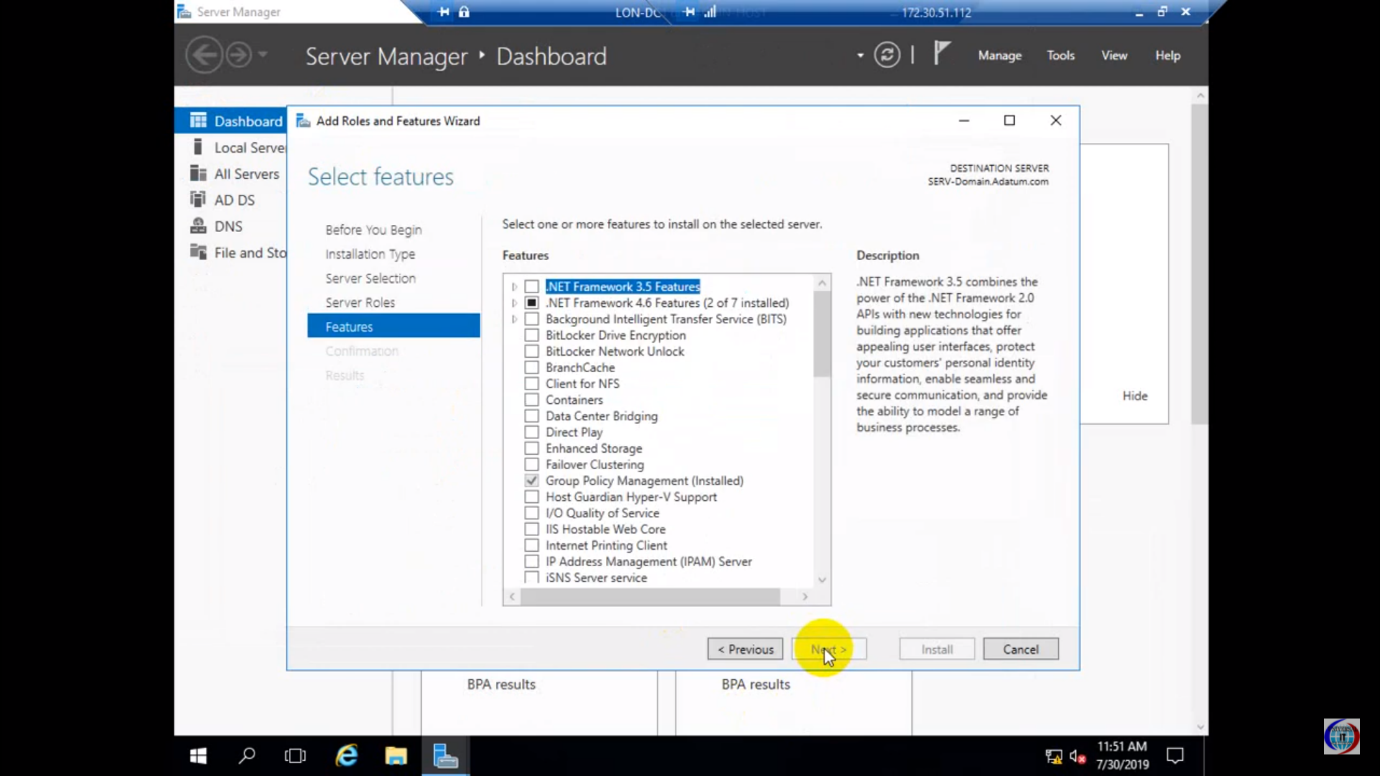 Server Manager
LON-DC
172.30.51.112
Server Manager ‣ Dashboard
Manage
Tools
View
Help
Dashboard
Local Serve
All Servers
AD DS
DNS
File and Sto
Add Roles and Features Wizard
Select features
DESTINATION SERVER
SERV-Domain.Adatum.com
Before You Begin
Installation Type
Server Selection
Server Roles
Features
Confirmation
Results
Select one or more features to install on the selected server.
Features
.NET Framework 3.5 Features
.NET Framework 4.6 Features (2 of 7 installed)
Background Intelligent Transfer Service (BITS)
BitLocker Drive Encryption
BitLocker Network Unlock
BranchCache
Client for NFS
Containers
Data Center Bridging
Direct Play
Enhanced Storage
Failover Clustering
Group Policy Management (Installed)
Host Guardian Hyper-V Support
I/O Quality of Service
IIS Hostable Web Core
Internet Printing Client
IP Address Management (IPAM) Server
iSNS Server service
Description
.NET Framework 3.5 combines the
power of the .NET Framework 2.0
APIs with new technologies for
building applications that offer
appealing user interfaces, protect
your customers' personal identity
information, enable seamless and
secure communication, and provide
the ability to model a range of
business processes.
Hide
< Previous
Next >
Install
Cancel
BPA results
BPA results
11:51 AM
7/30/2019